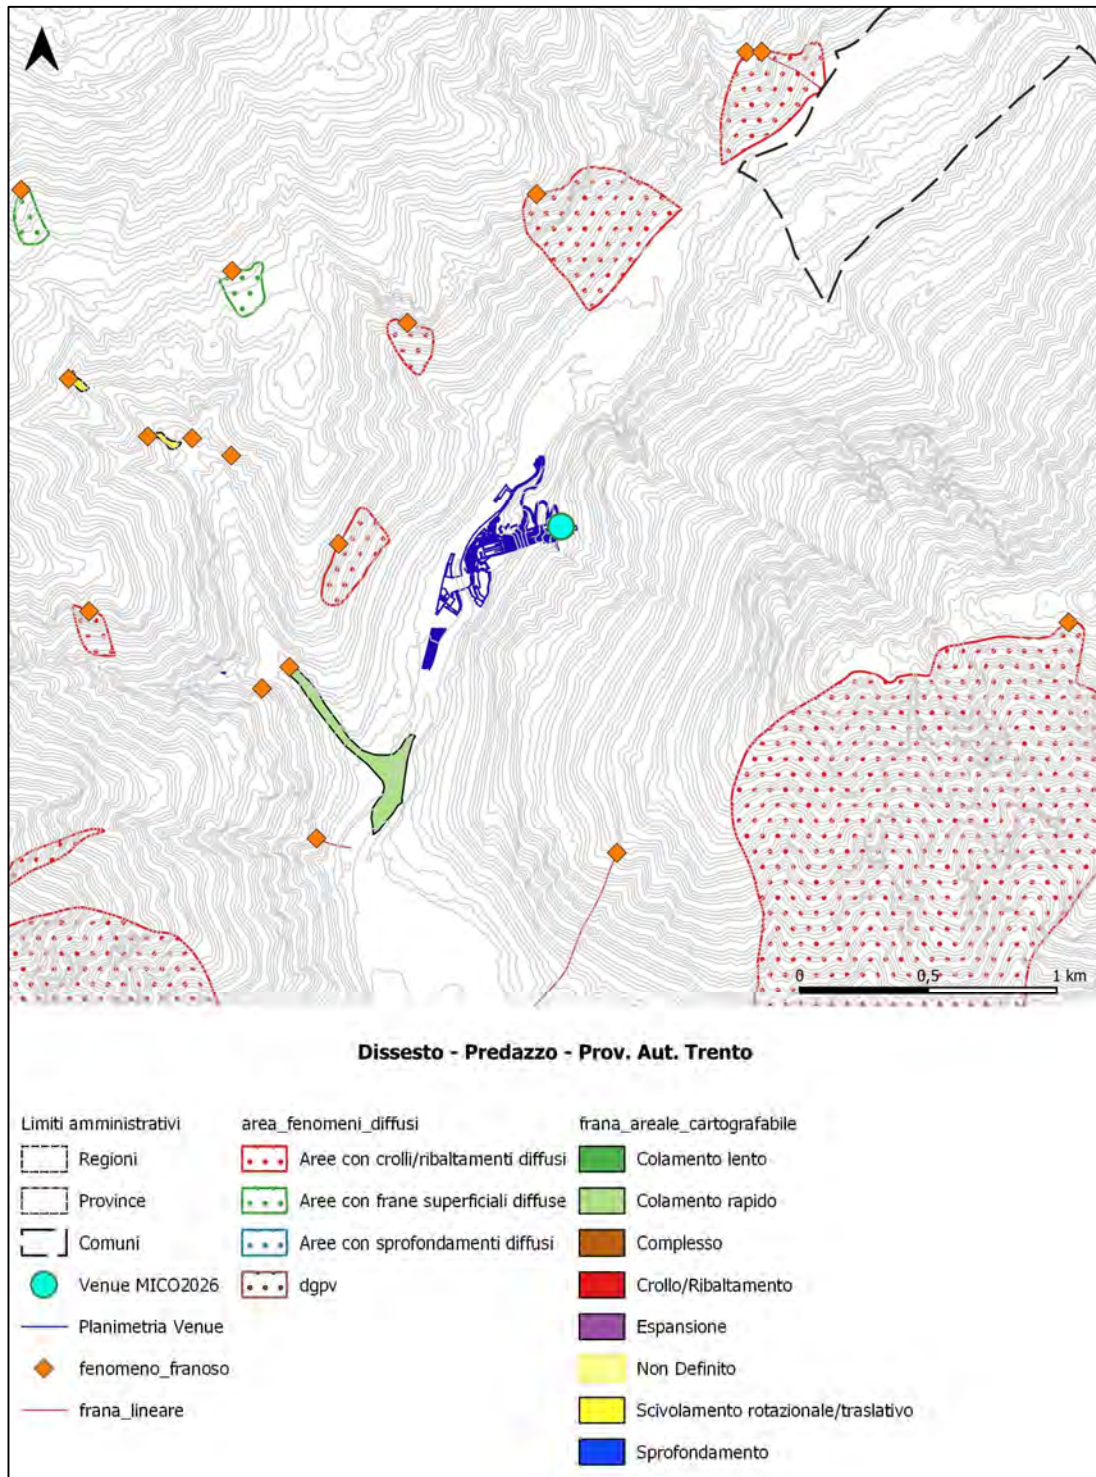 0 0,5 1 km
Dissesto - Predazzo - Prov. Aut. Trento
Limiti amministrativi
Regioni
Province
Comuni
Venue MICO2026
Planimetria Venue
fenomeno_franoso
frana_lineare
area_fenomeni_diffusi
Aree con crolli/ribaltamenti diffusi
Aree con frane superficiali diffuse
Aree con sprofondamenti diffusi
dgpv
frana_areale_cartografabile
Colamento lento
Colamento rapido
Complesso
Crollo/Ribaltamento
Espansione
Non Definito
Scivolamento rotazionale/traslativo
Sprofondamento